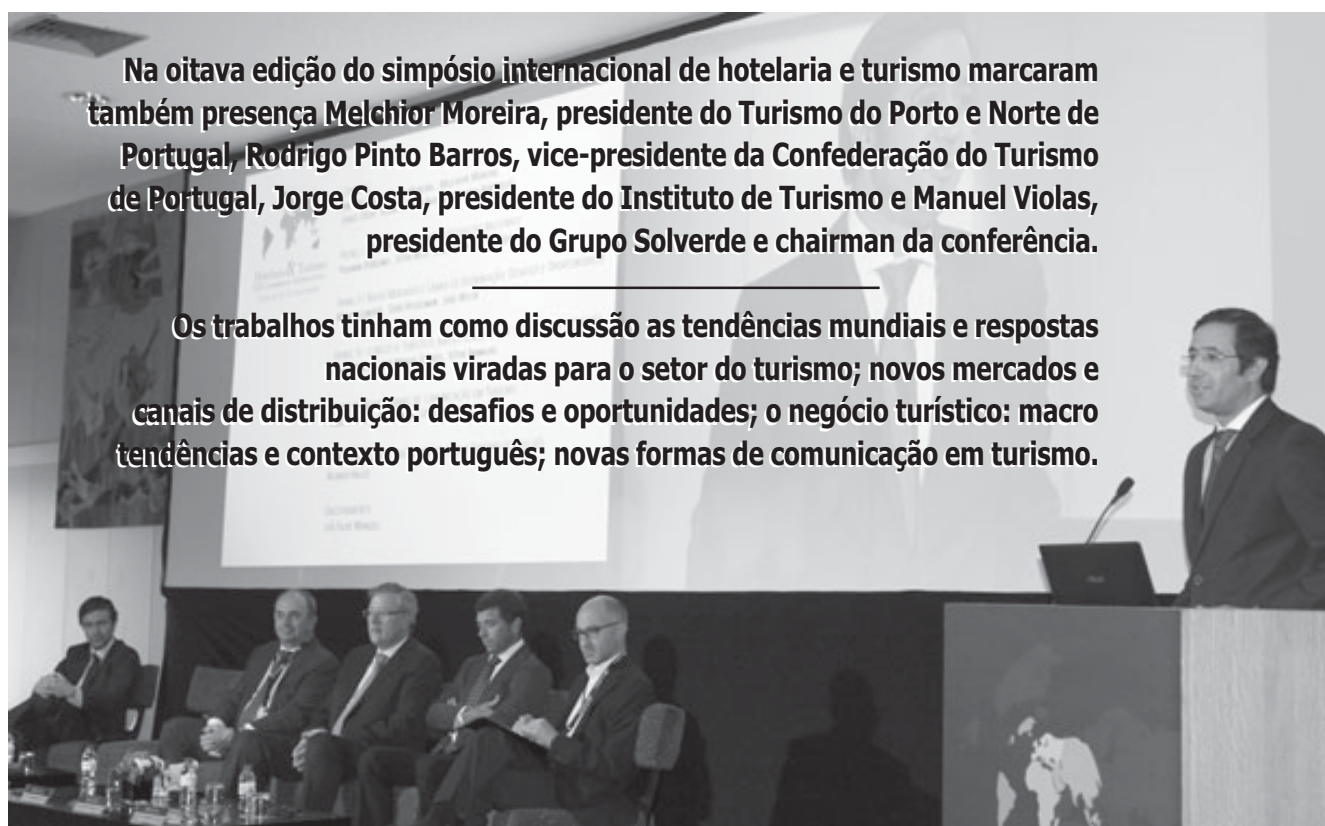 Na oitava edição do simpósio internacional de hotelaria e turismo marcaram
também presença Melchior Moreira, presidente do Turismo do Porto e Norte de
Portugal, Rodrigo Pinto Barros, vice-presidente da Confederação do Turismo
de Portugal, Jorge Costa, presidente do Instituto de Turismo e Manuel Violas,
presidente do Grupo Solverde e chairman da conferência.
Os trabalhos tinham como discussão as tendências mundiais e respostas
nacionais viradas para o setor do turismo; novos mercados e
canais de distribuição: desafios e oportunidades; o negócio turístico: macro
tendências e contexto português; novas formas de comunicação em turismo.